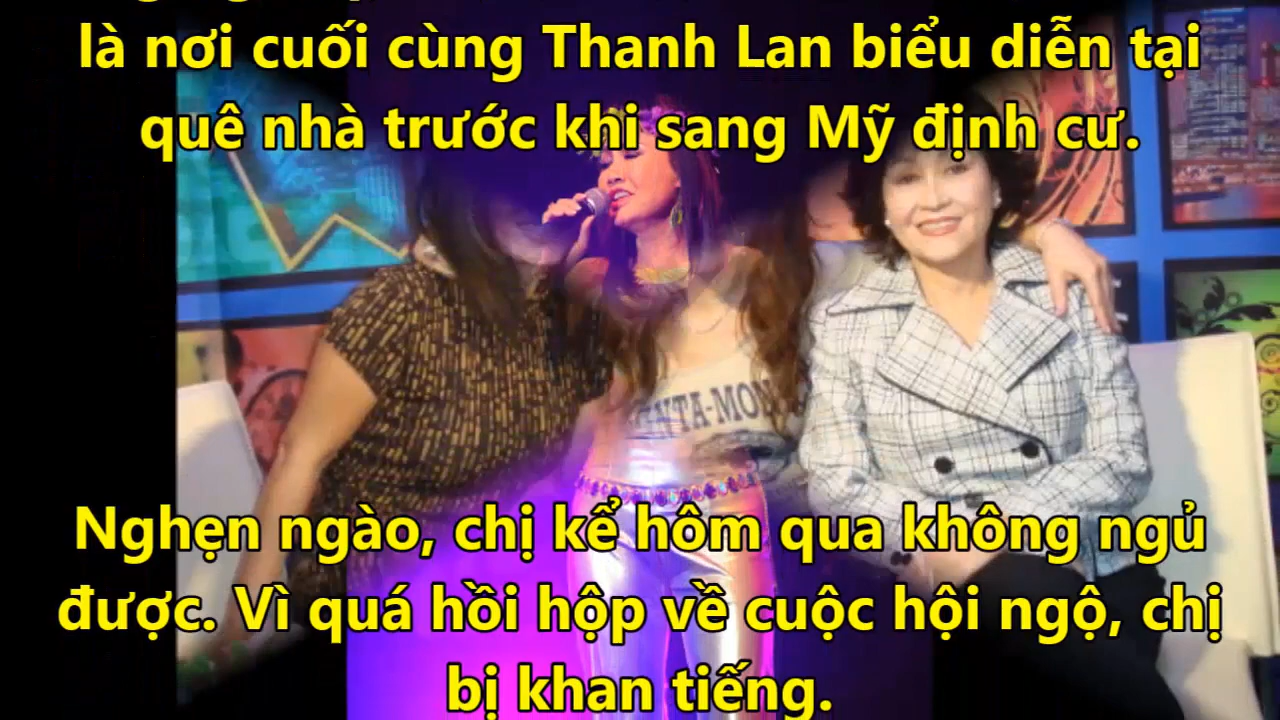 là nơi cuối cùng Thanh Lan biểu diễn tại
quê nhà trước khi sang Mỹ định cư.
NTA-MON
Nghẹn ngào, chị kể hôm qua không ngủ
được. Vì quá hồi hộp về cuộc hội ngộ, chị
bị khan tiếng.